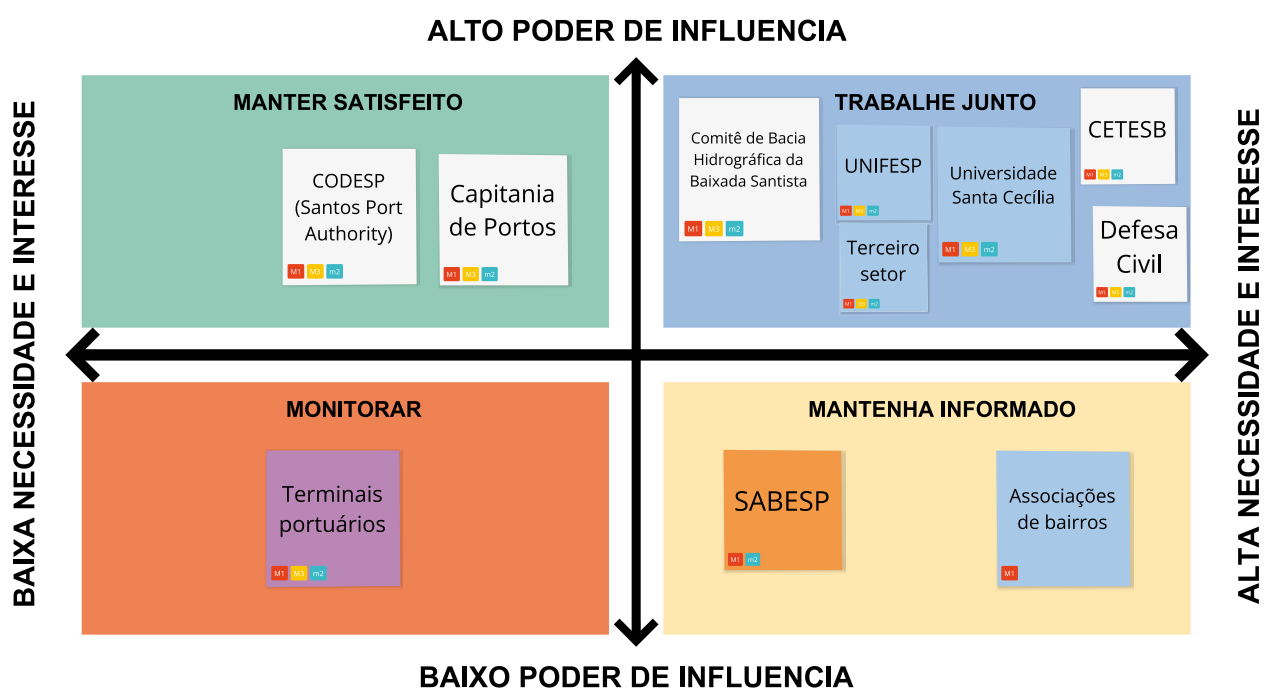 ALTO PODER DE INFLUENCIA
BAIXA NECESSIDADE E INTERESSE
MANTER SATISFEITO
CODESP
(Santos Port
Authority)
M1 M3 m2
Capitania
de Portos
M1 M3 m2
TRABALHE JUNTO
Comitê de Bacia
Hidrográfica da
Baixada Santista
M1 M3 m2
UNIFESP
M1 M3 m2
Universidade
Santa Cecília
M1 M3 m2
CETESB
M1 M3 m2
Terceiro
setor
M1 M3 m2
Defesa
Civil
M1 M3 m2
ALTA NECESSIDADE E INTERESSE
MONITORAR
Terminais
portuários
M1 M3 m2
MANTENHA INFORMADO
SABESP
M1 m2
Associações
de bairros
M1
BAIXO PODER DE INFLUENCIA